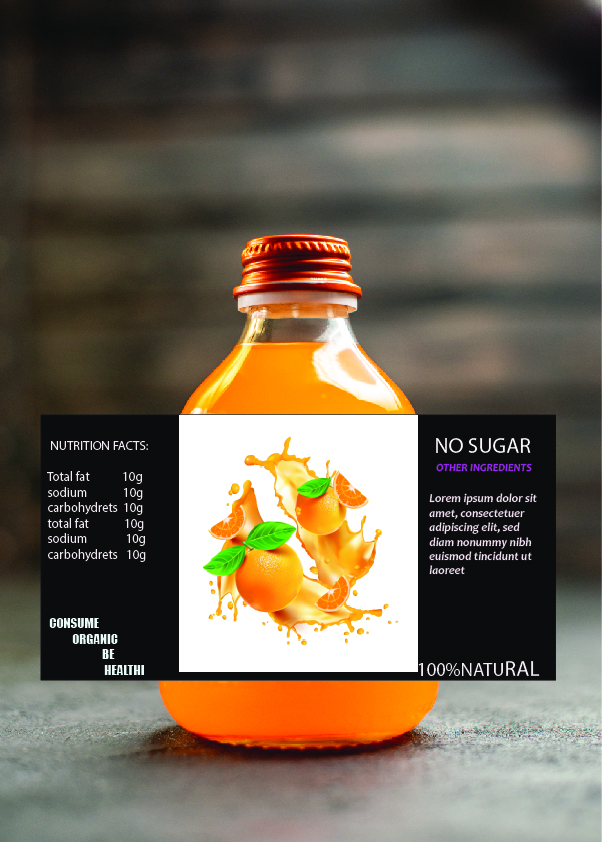 NUTRITION FACTS:
Total fat 10g
sodium 10g
carbohydrets 10g
total fat 10g
sodium 10g
carbohydrets 10g
CONSUME
ORGANIC
BE
HEALTHI
NO SUGAR
OTHER INGREDIENTS
Lorem ipsum dolor sit
amet, consectetuer
adipiscing elit, sed
diam nonummy nibh
euismod tincidunt ut
laoreet
100%NATURAL